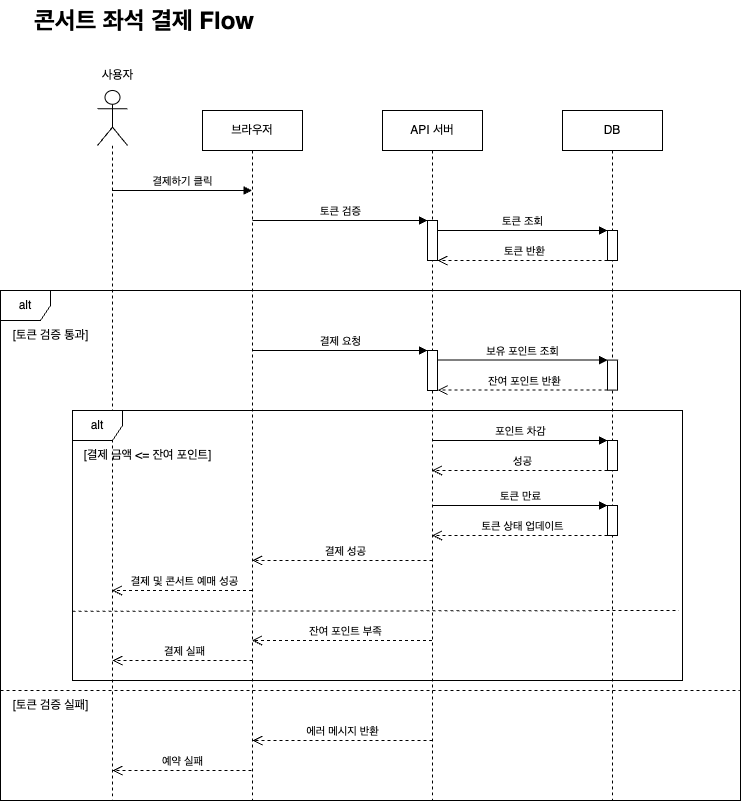 콘서트 좌석 결제 Flow
사용자
브라우저
API 서버
DB
결제하기 클릭
토큰 검증
토큰 조회
토큰 반환
alt
[토큰 검증 통과]
결제 요청
보유 포인트 조회
잔여 포인트 반환
alt
[결제 금액 <= 잔여 포인트]
포인트 차감
성공
토큰 만료
토큰 상태 업데이트
결제 성공
결제 및 콘서트 예매 성공
잔여 포인트 부족
결제 실패
[토큰 검증 실패]
에러 메시지 반환
예약 실패